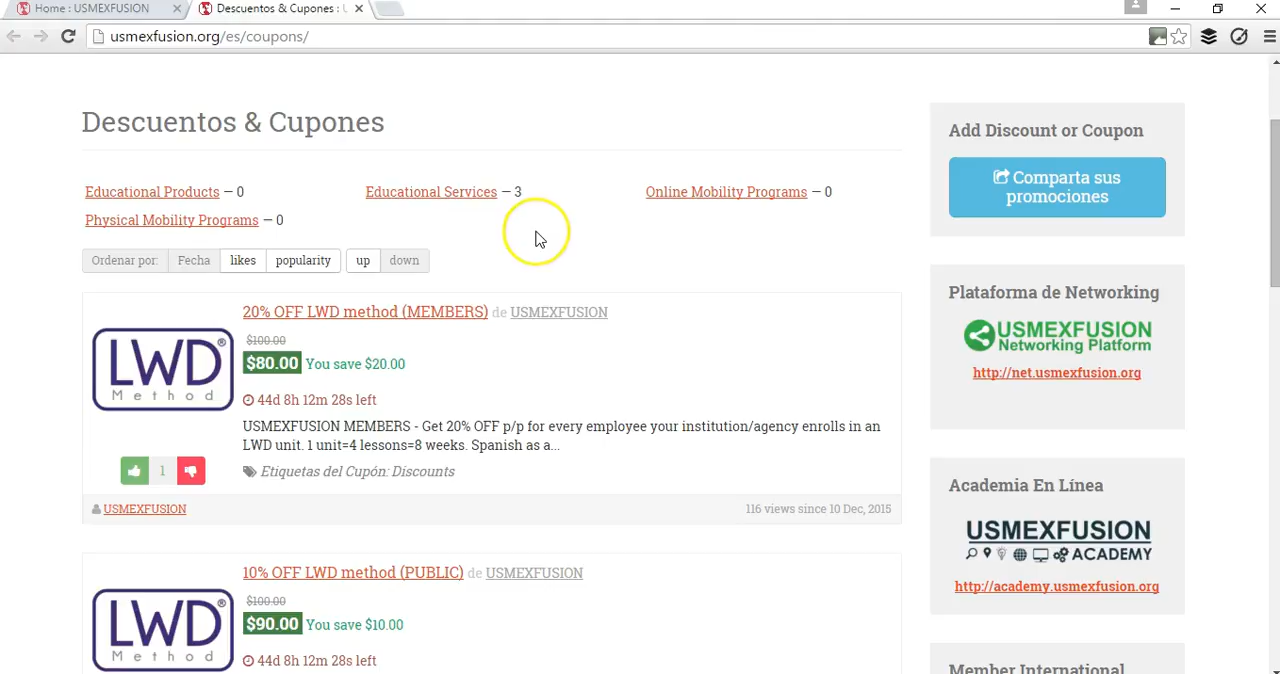 Home : USMEXFUSION
Descuentos & Cupones :
usmexfusion.org/es/coupons/
Descuentos & Cupones
Educational Products — 0
Educational Services — 3
Online Mobility Programs — 0
Physical Mobility Programs — 0
Ordenar por: Fecha likes popularity up down
20% OFF LWD method (MEMBERS) de USMEXFUSION
$100.00
$80.00 You save $20.00
44d 8h 12m 28s left
USMEXFUSION MEMBERS - Get 20% OFF p/p for every employee your institution/agency enrolls in an
LWD unit. 1 unit=4 lessons=8 weeks. Spanish as a...
Etiquetas del Cupón: Discounts
LWD®
Method
1
USMEXFUSION
116 views since 10 Dec, 2015
10% OFF LWD method (PUBLIC) de USMEXFUSION
$100.00
$90.00 You save $10.00
44d 8h 12m 28s left
LWD®
Method
Add Discount or Coupon
Comparta sus
promociones
Plataforma de Networking
USMEXFUSION
Networking Platform
http://net.usmexfusion.org
Academia En Línea
USMEXFUSION
ACADEMY
http://academy.usmexfusion.org
Member International